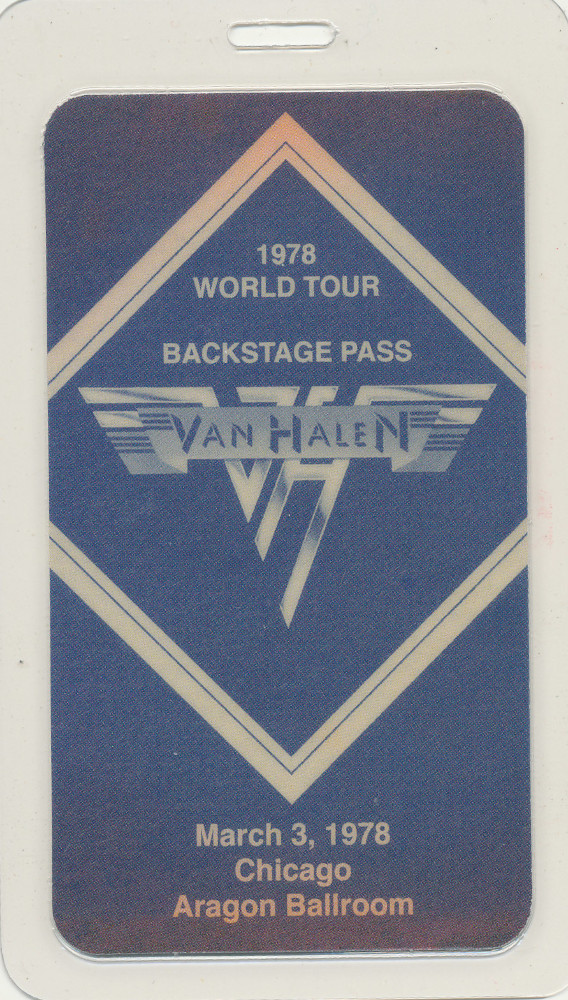 1978
WORLD TOUR
BACKSTAGE PASS
VAN HALEN
March 3, 1978
Chicago
Aragon Ballroom